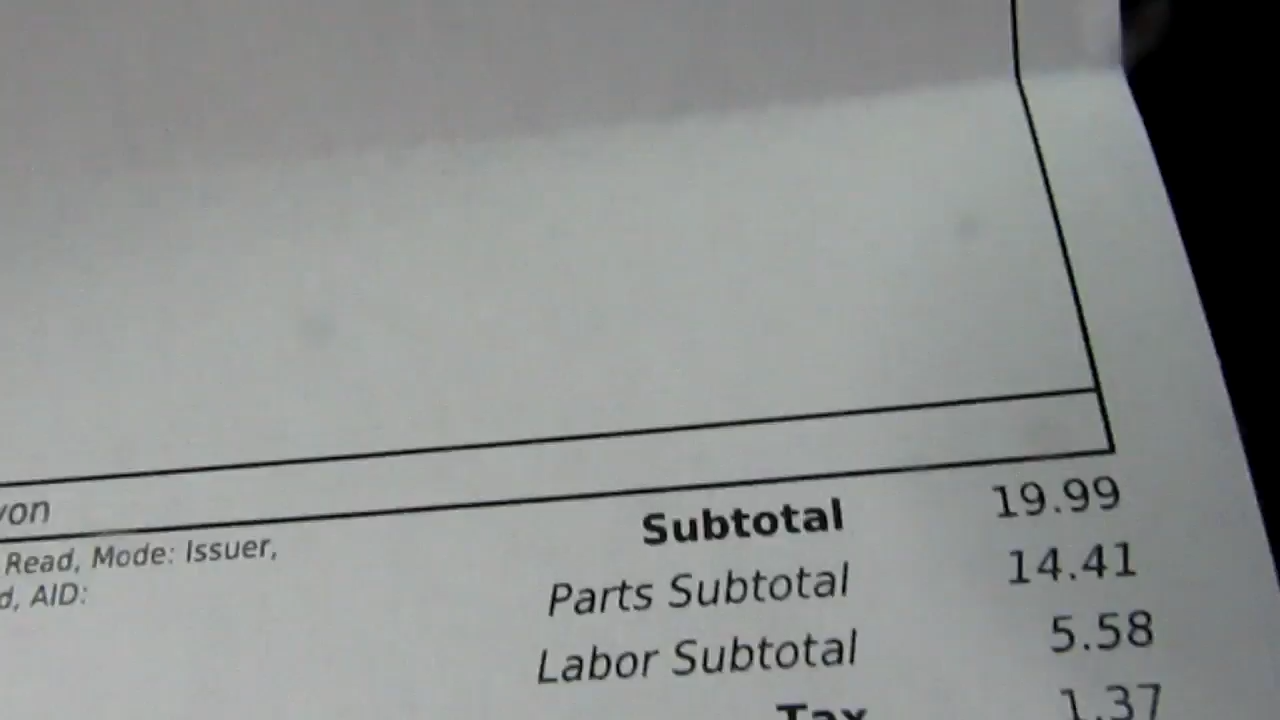 von
Read, Mode: Issuer,
d, AID:
Subtotal 19.99
Parts Subtotal 14.41
Labor Subtotal 5.58
Tax 1.37